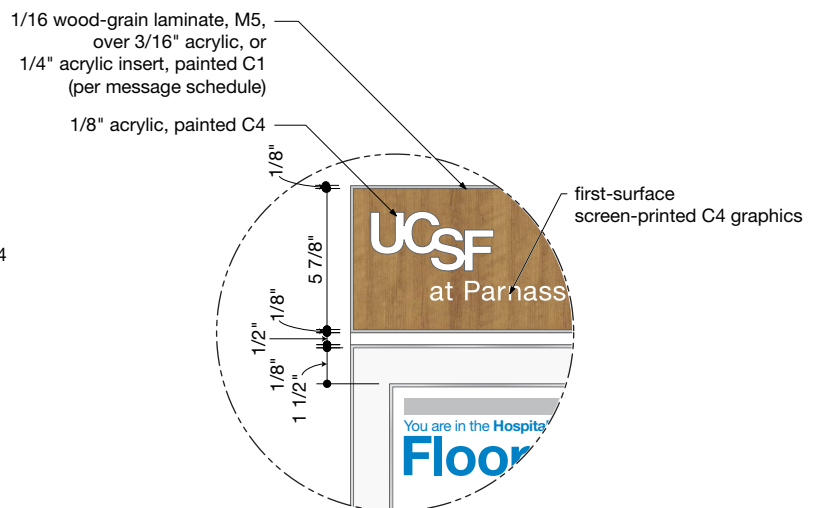 1/16 wood-grain laminate, M5,
over 3/16" acrylic, or
1/4" acrylic insert, painted C1
(per message schedule)
1/8" acrylic, painted C4
1/8"
first-surface
screen-printed C4 graphics
UCSF
4
5 7/8"
at Parnass
1/8"
1/2"
1/8"
1 1/2"
You are in the Hospital
Floor